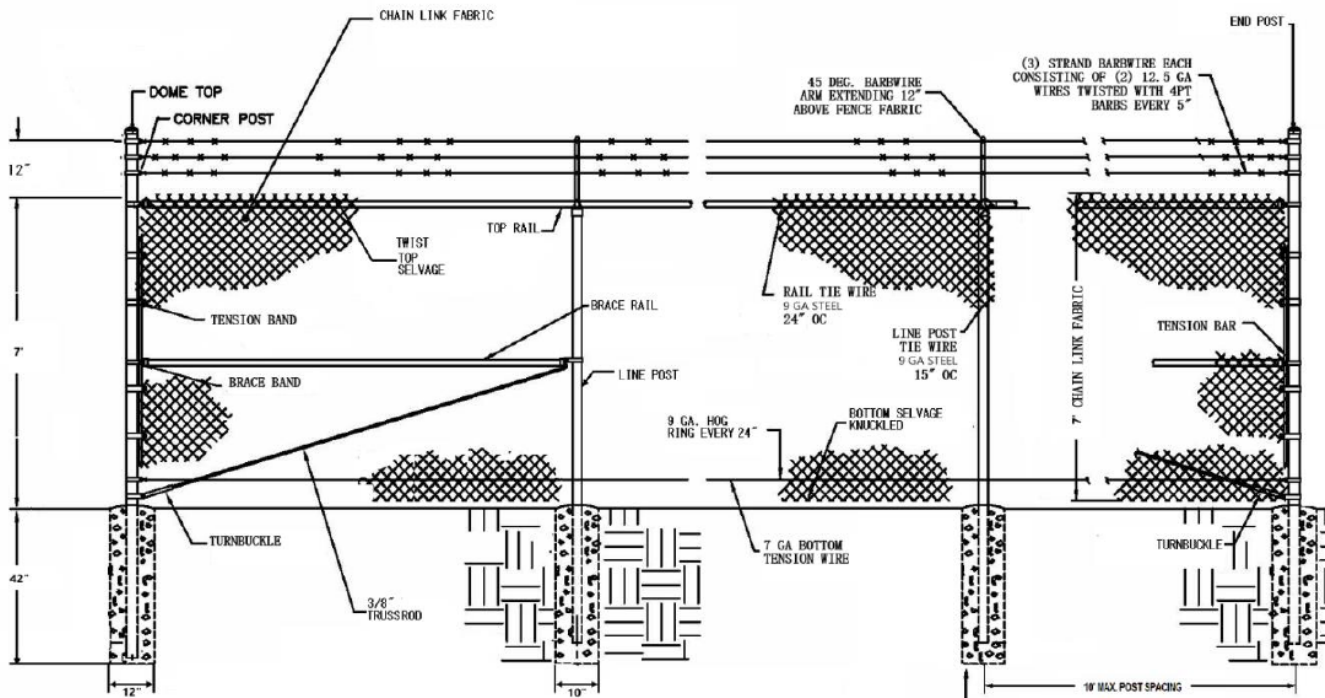 CHAIN LINK FABRIC
END POST
45 DEG. BARBWIRE
ARM EXTENDING 12"
ABOVE FENCE FABRIC
(3) STRAND BARBWIRE EACH
CONSISTING OF (2) 12.5 GA
WIRES TWISTED WITH 4PT
BARBS EVERY 5"
DOME TOP
CORNER POST
12"
TWIST
TOP
SELVAGE
TOP RAIL
RAIL TIE WIRE
9 GA STEEL
24" OC
TENSION BAND
BRACE RAIL
LINE POST
TIE WIRE
9 GA STEEL
15" OC
7' CHAIN LINK FABRIC
TENSION BAR
7'
BRACE BAND
LINE POST
9 GA. HOG
RING EVERY 24"
BOTTOM SELVAGE
KNUCKLED
TURNBUCKLE
7 GA BOTTOM
TENSION WIRE
TURNBUCKLE
42"
3/8"
TRUSSROD
12"
10"
10' MAX. POST SPACING